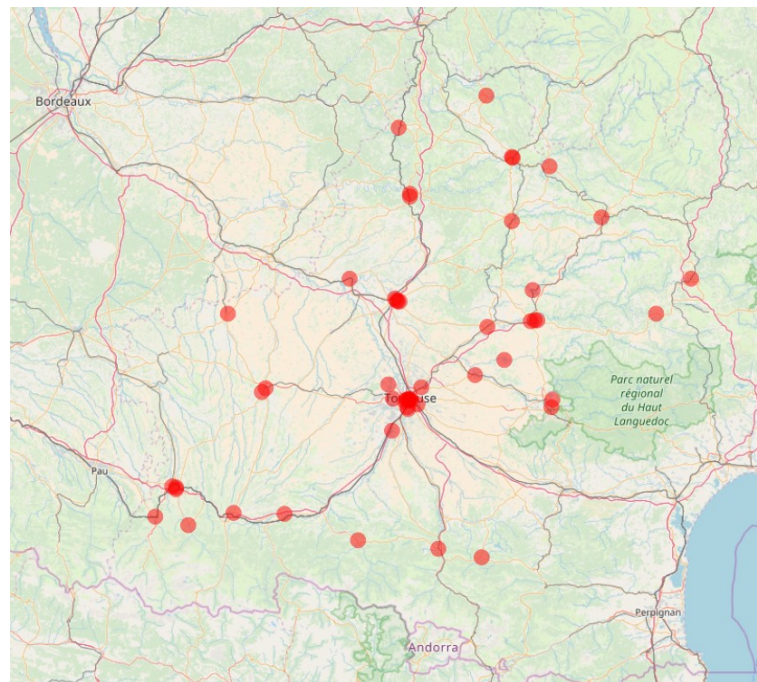 Bordeaux
Parc naturel
régional
du Haut
Languedoc
Pau
Perpignan
Andorra